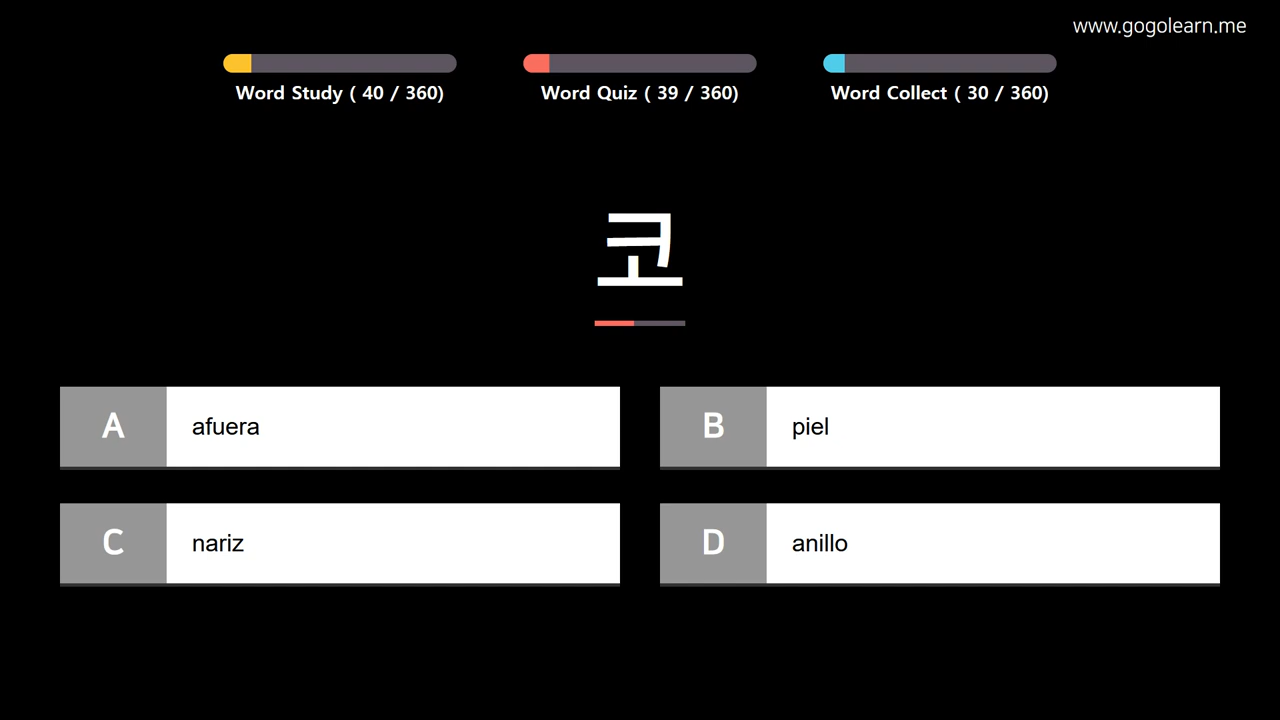 www.gogolearn.me
Word Study ( 40 / 360)
Word Quiz ( 39 / 360)
Word Collect ( 30 / 360)
코
A afuera
B piel
C nariz
D anillo